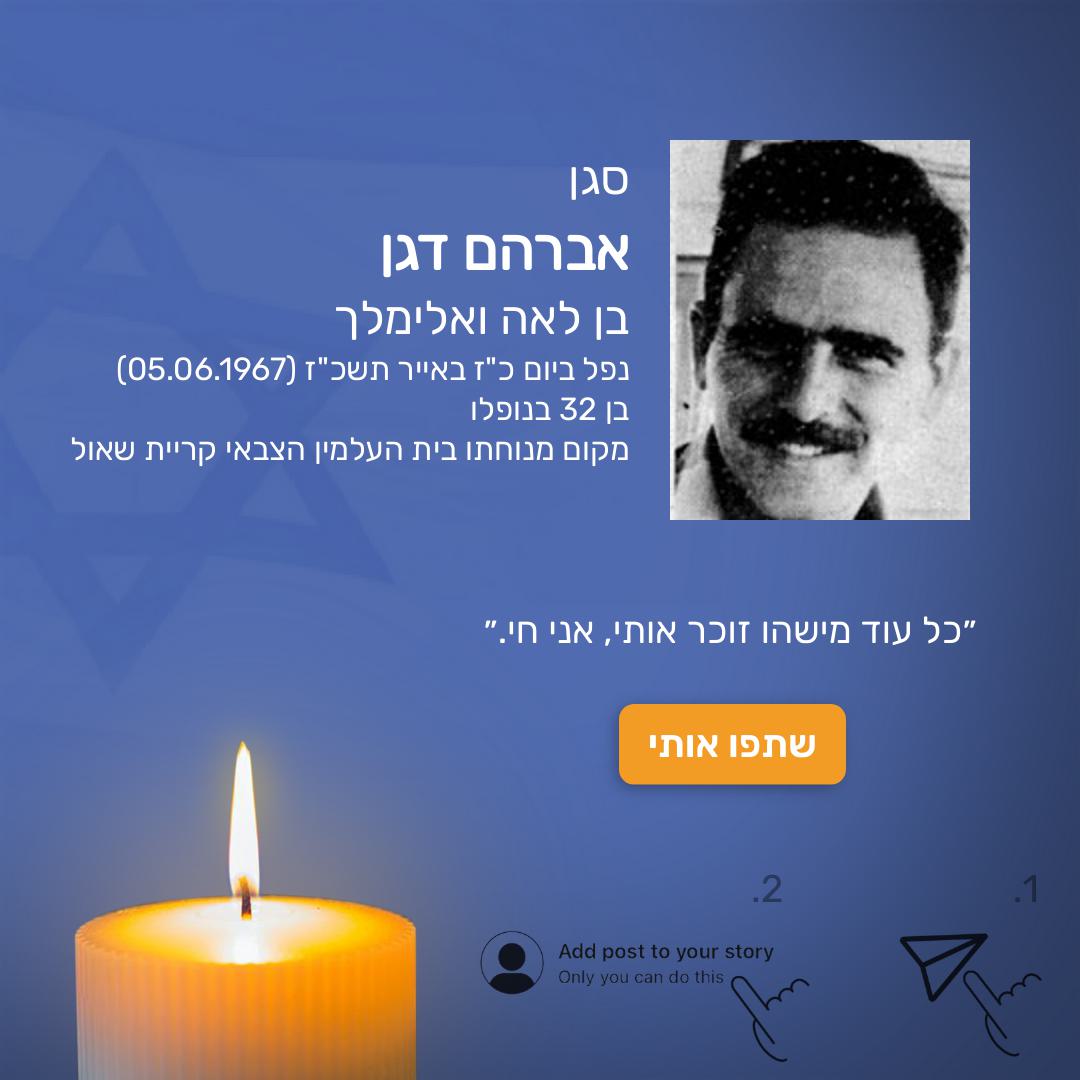 סגן
אברהם דגן
בן לאה ואלימלך
נפל ביום כ"ז באייר תשכ"ז (05.06.1967)
בן 32 בנופלו
מקום מנוחתו בית העלמין הצבאי קריית שאול
״כל עוד מישהו זוכר אותי, אני חי.״
שתפו אותי
.1
.2
Add post to your story
Only you can do this